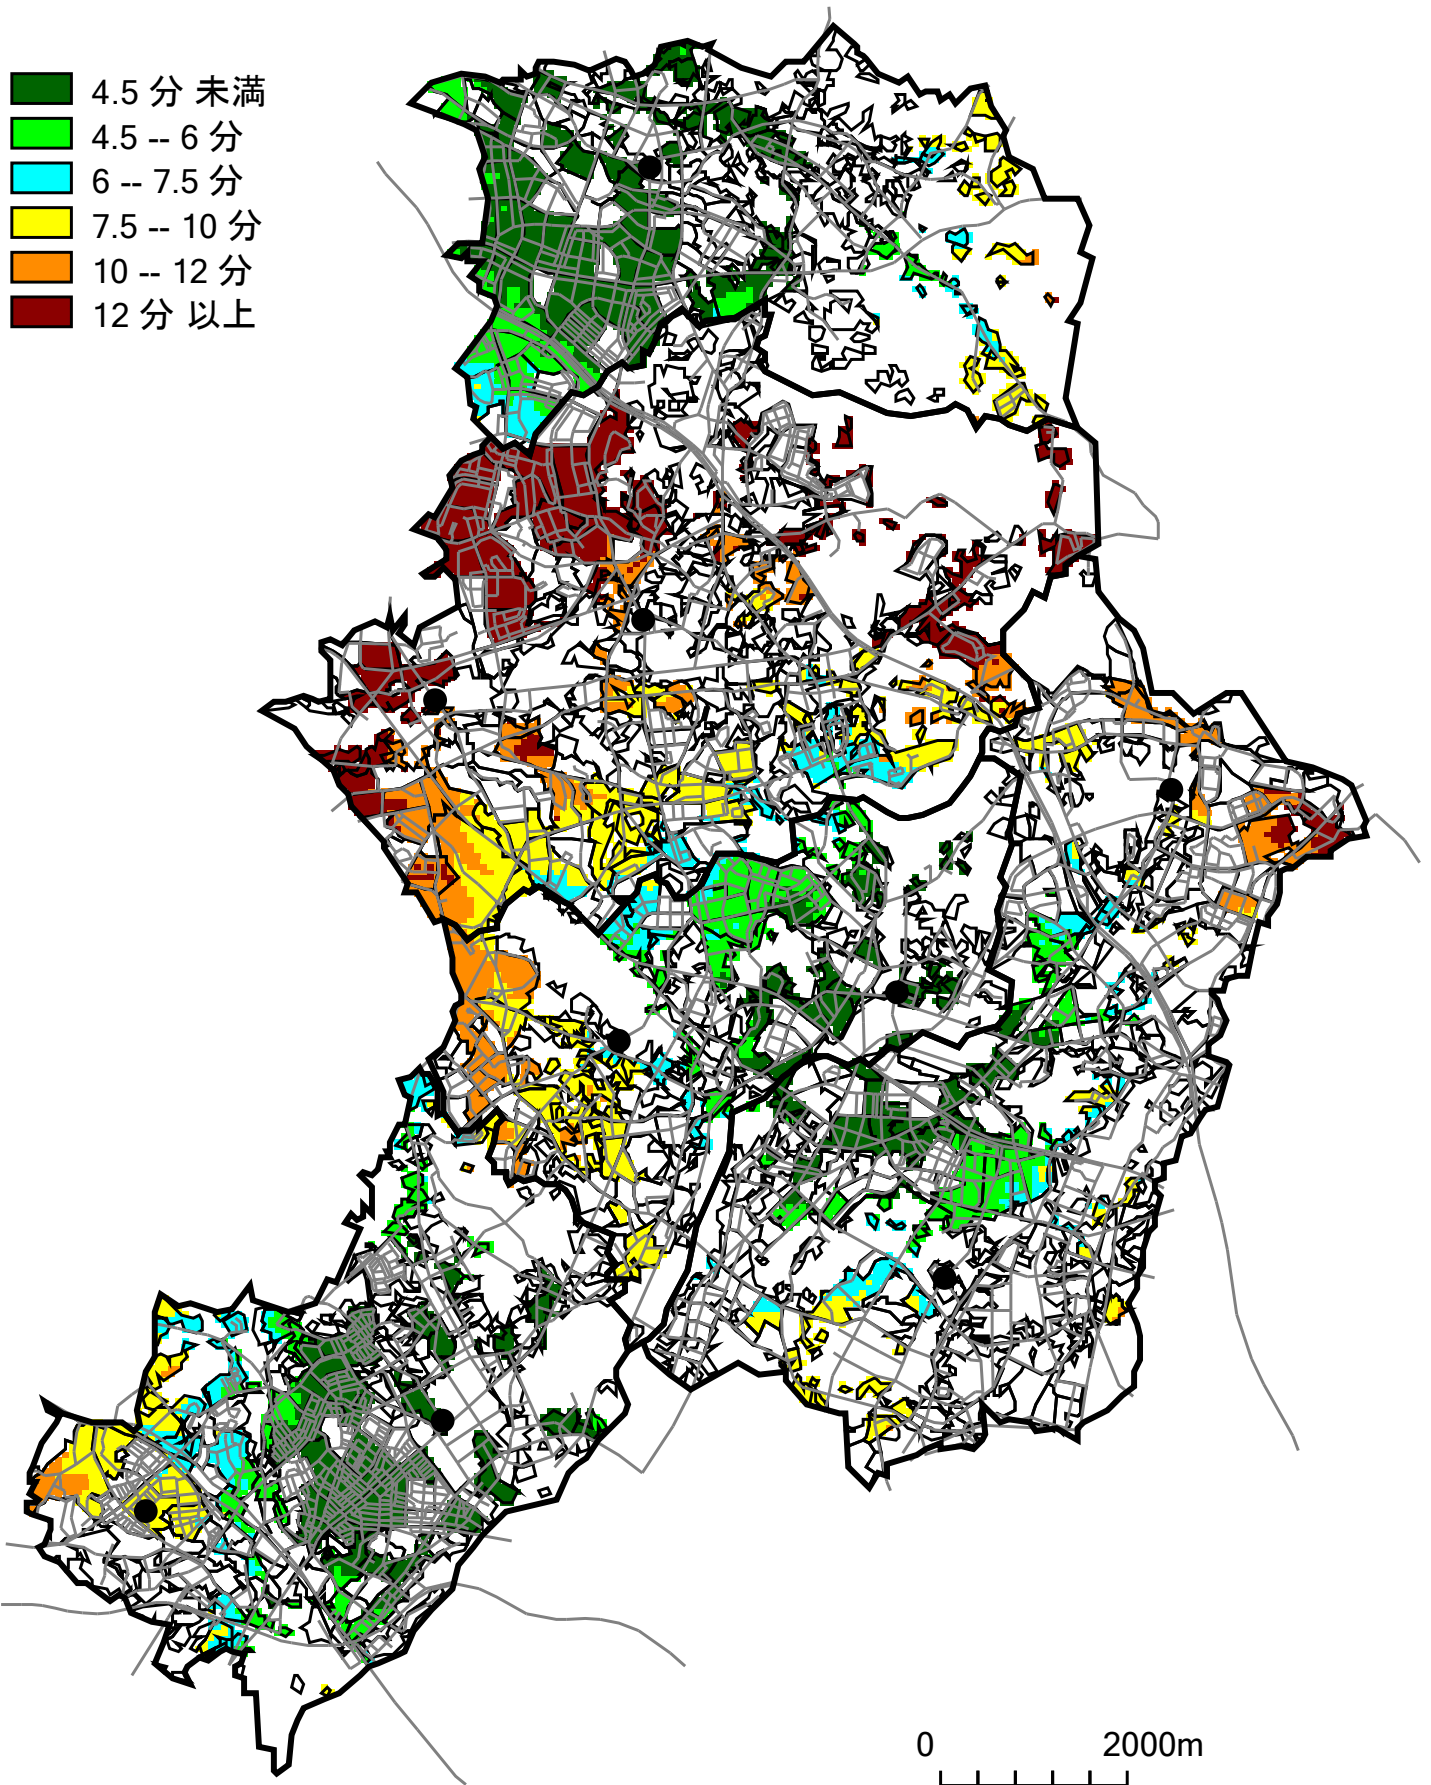 4.5 分 未満
4.5 -- 6 分
6 -- 7.5 分
7.5 -- 10 分
10 -- 12 分
12 分 以上
0 2000m